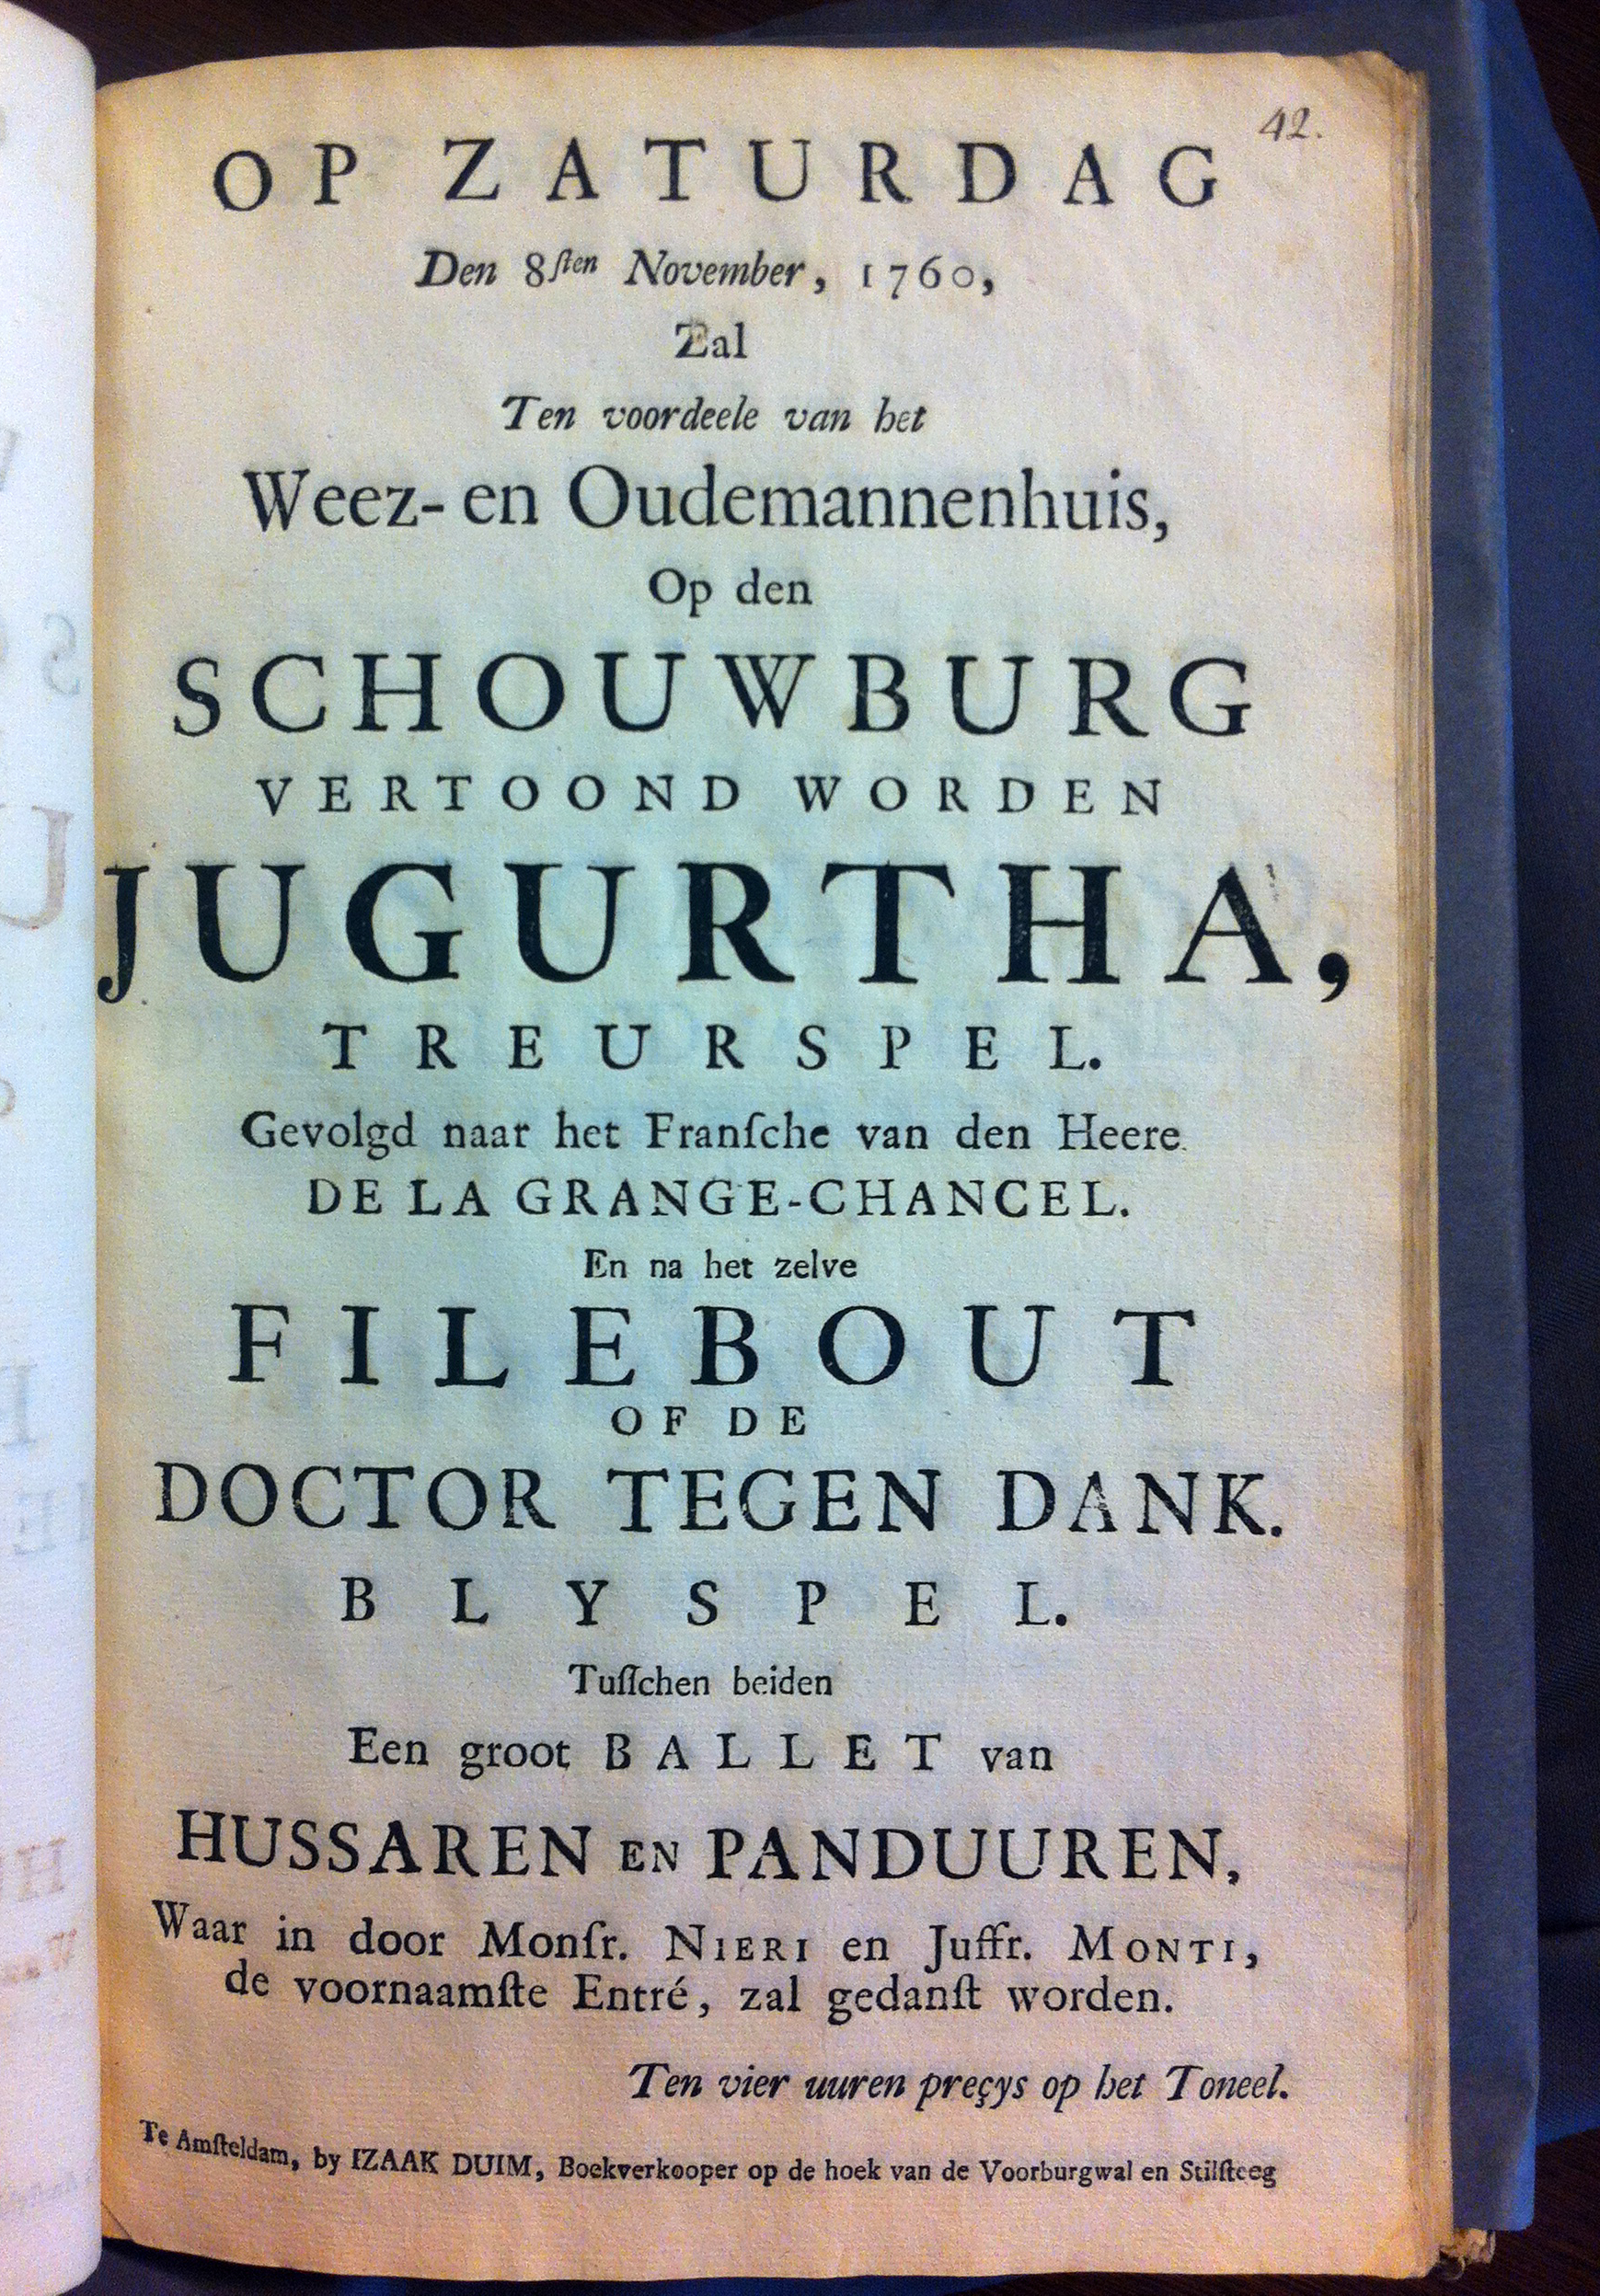 42.
OP ZATURDAG
Den 8ſten November, 1760,
Zal
Ten voordeele van het
Weez- en Oudemannenhuis,
Op den
SCHOUWBURG
VERTOOND WORDEN
JUGURTHA,
TREURSPEL.
Gevolgd naar het Franſche van den Heere
DE LA GRANGE-CHANCEL.
En na het zelve
FILEBOUT
OF DE
DOCTOR TEGEN DANK.
BLYSPEL.
Tuſſchen beiden
Een groot BALLET van
HUSSAREN EN PANDUUREN,
Waar in door Monſr. NIERI en Juffr. MONTI,
de voornaamſte Entré, zal gedanſt worden.
Ten vier uuren preçys op het Toneel.
Te Amſteldam, by IZAAK DUIM, Boekverkooper op de hoek van de Voorburgwal en Stilſteeg